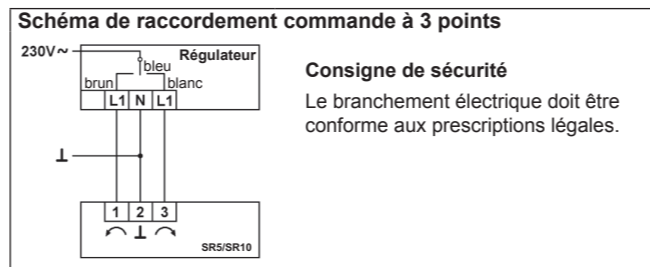 Schéma de raccordement commande à 3 points
230V~
Régulateur
bleu
brun
blanc
L1 N L1
Consigne de sécurité
Le branchement électrique doit être
conforme aux prescriptions légales.
⊥
1 2 3
⊥
SR5/SR10